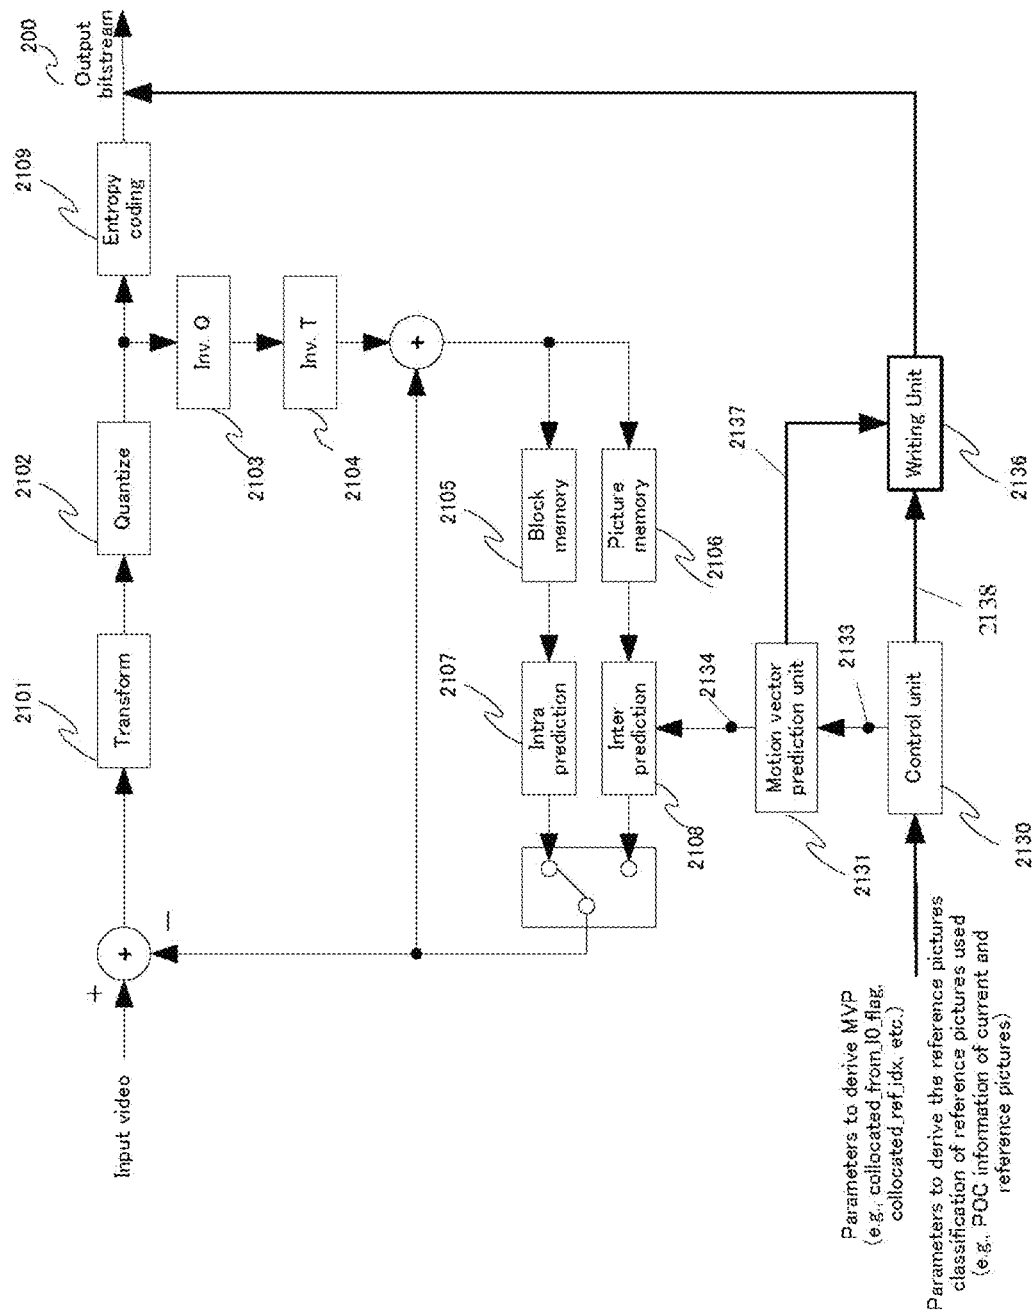 200
Output
bitstream
2109
Entropy
coding
2102
Quantize
2101
Transform
+
−
+
Input video
Inv. Q
2103
Inv. T
2104
+
2105
Block
memory
Picture
memory
2106
2107
Intra
prediction
Inter
prediction
2108
2134
2137
Motion vector
prediction unit
2131
2133
Writing Unit
2136
2138
Control unit
2130
Parameters to derive MVP
(e.g., collocated_from_l0_flag,
collocated_ref_idx, etc.)
Parameters to derive the reference pictures
classification of reference pictures used
(e.g., POC information of current and
reference pictures)